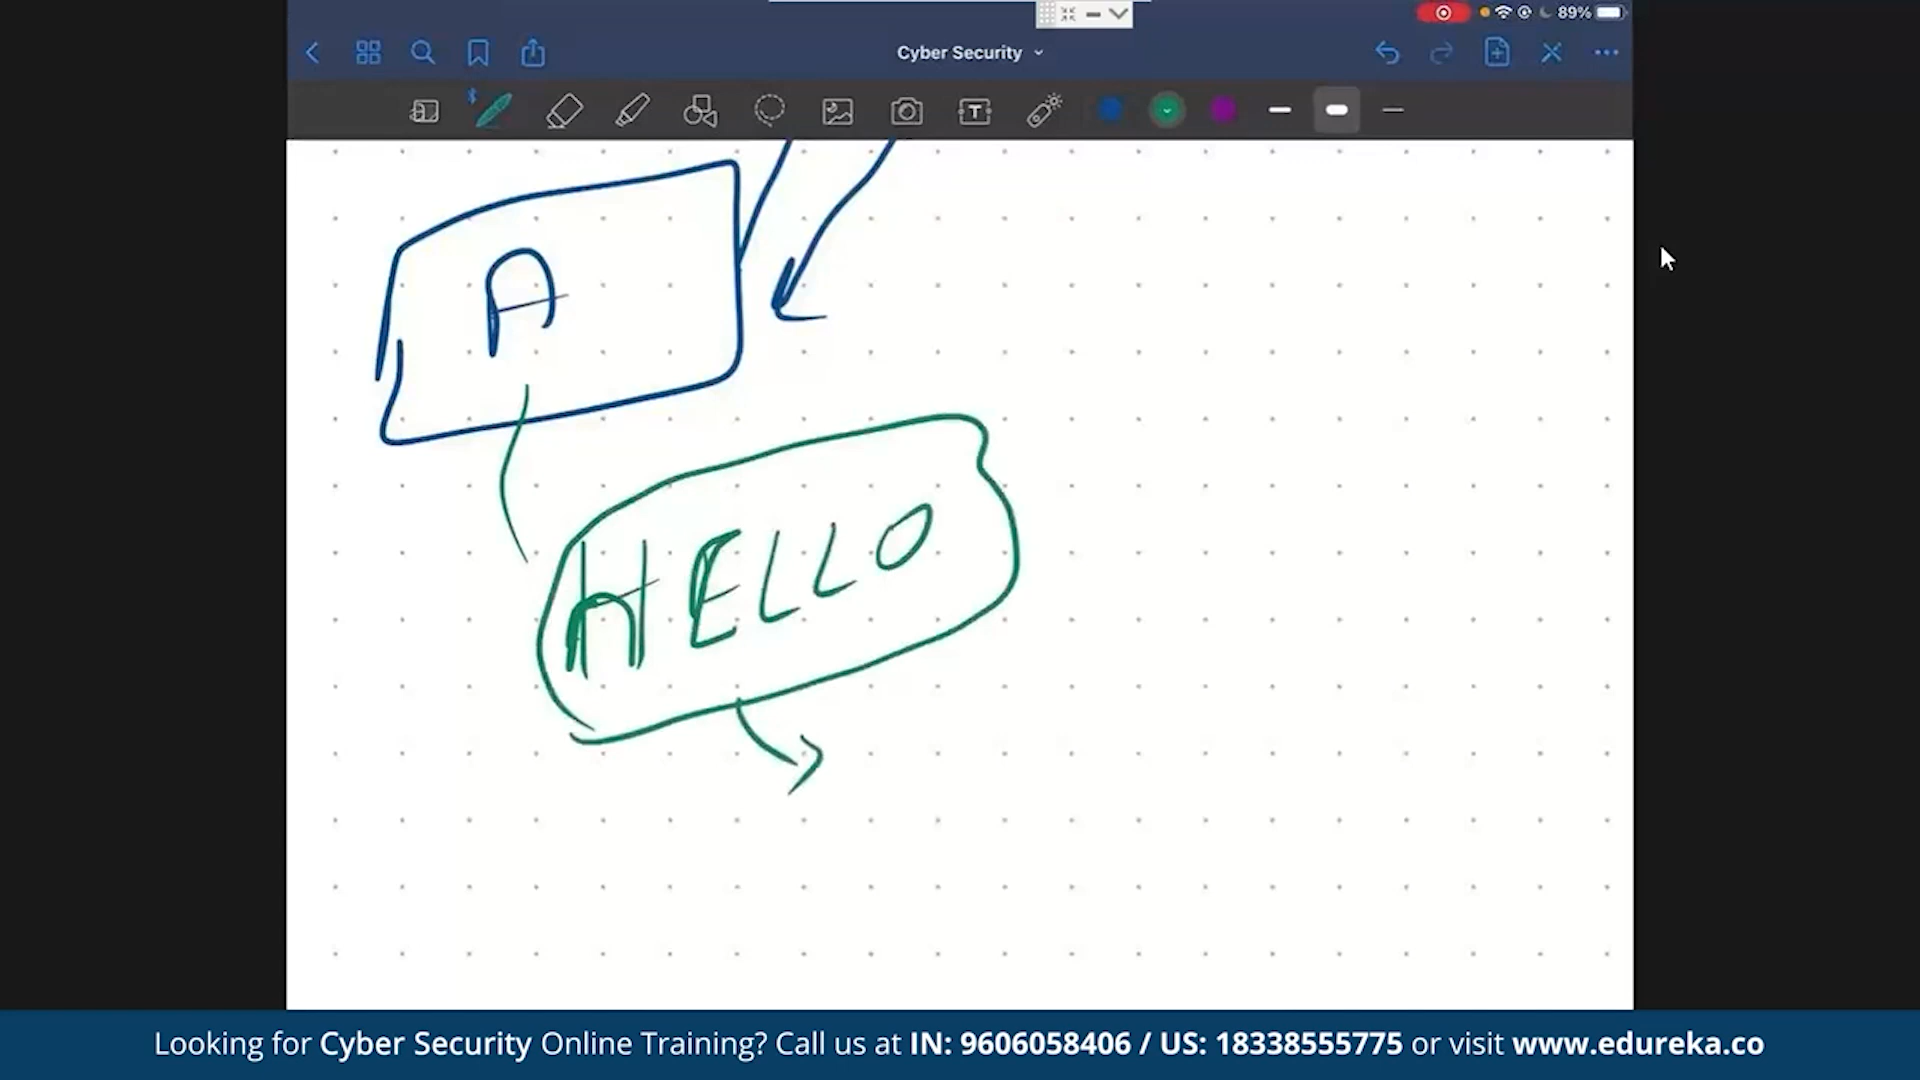 89%
Cyber Security
T
A
HELLO
Looking for Cyber Security Online Training? Call us at IN: 9606058406 / US: 18338555775 or visit www.edureka.co